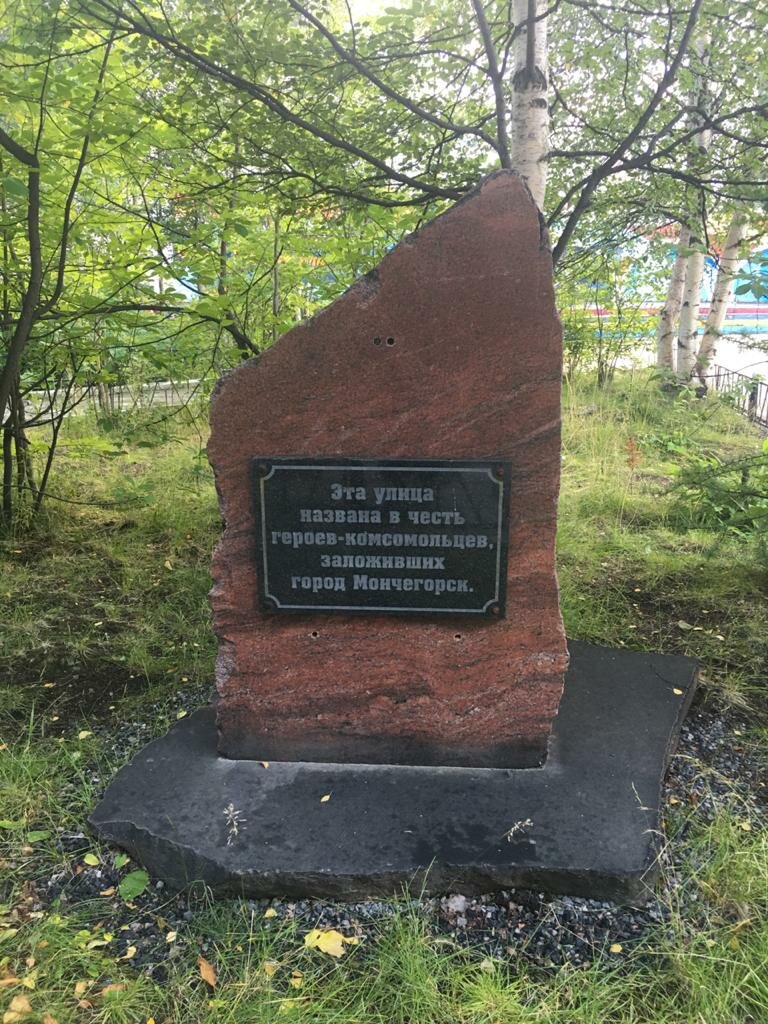 Эта улица
названа в честь
героев-комсомольцев,
заложивших
город Мончегорск.